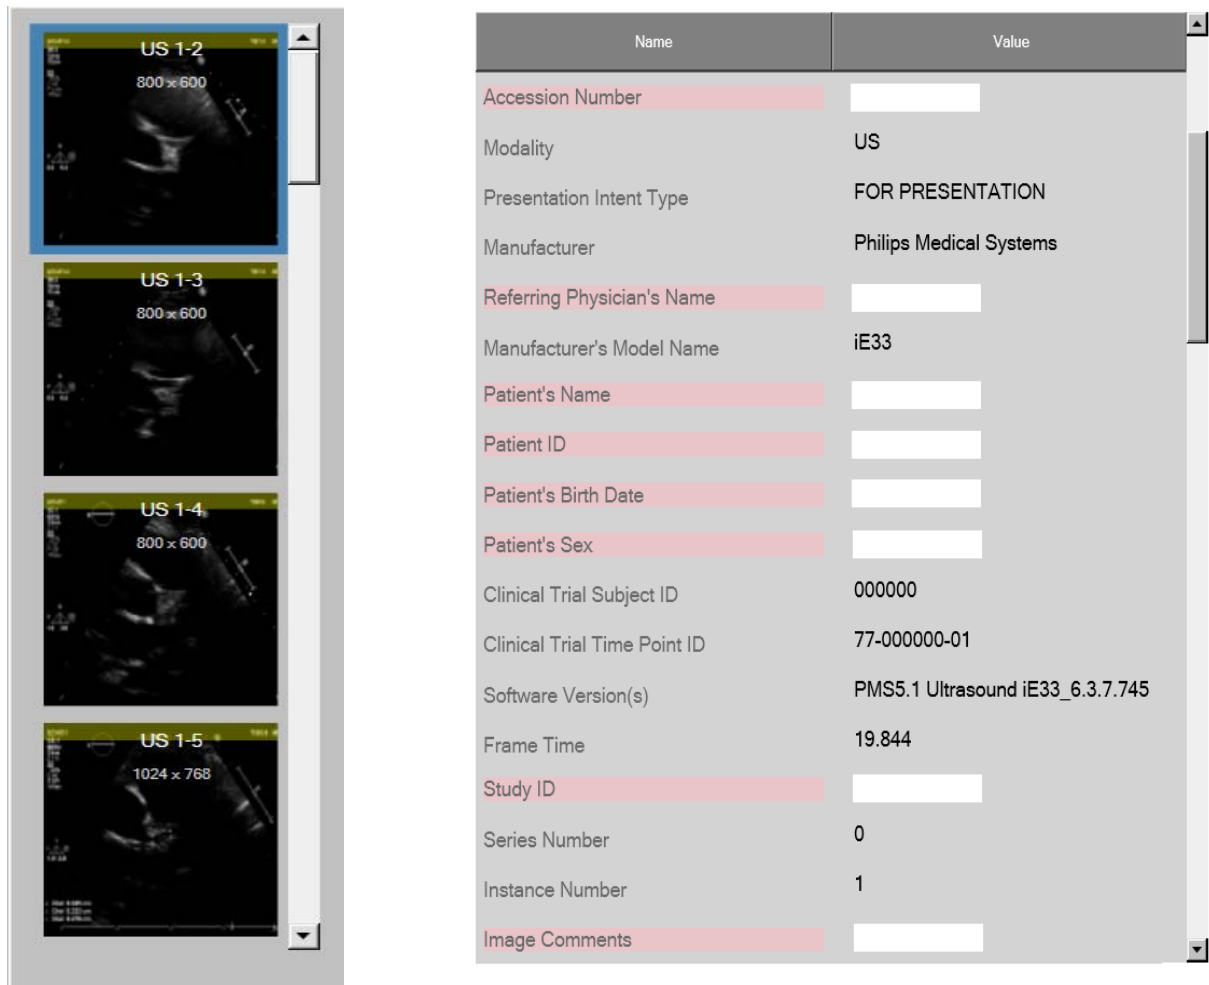 US 1-2
800 x 600
US 1-3
800 x 600
US 1-4
800 x 600
US 1-5
1024 x 768
Name Value
Accession Number
Modality US
Presentation Intent Type FOR PRESENTATION
Manufacturer Philips Medical Systems
Referring Physician's Name
Manufacturer's Model Name iE33
Patient's Name
Patient ID
Patient's Birth Date
Patient's Sex
Clinical Trial Subject ID 000000
Clinical Trial Time Point ID 77-000000-01
Software Version(s) PMS5.1 Ultrasound iE33_6.3.7.745
Frame Time 19.844
Study ID
Series Number 0
Instance Number 1
Image Comments